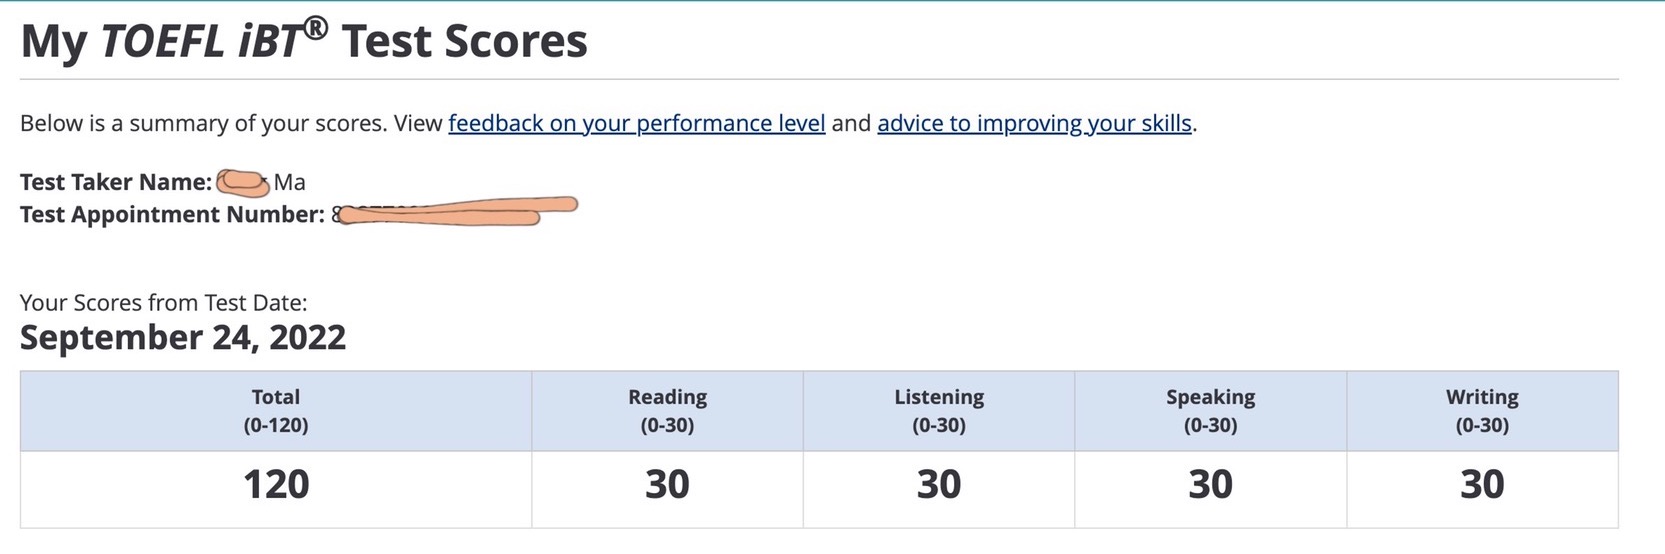 My TOEFL iBT® Test Scores
Below is a summary of your scores. View feedback on your performance level and advice to improving your skills.
Test Taker Name: Ma
Test Appointment Number:
Your Scores from Test Date:
September 24, 2022
Total Reading Listening Speaking Writing
(0-120) (0-30) (0-30) (0-30) (0-30)
120 30 30 30 30